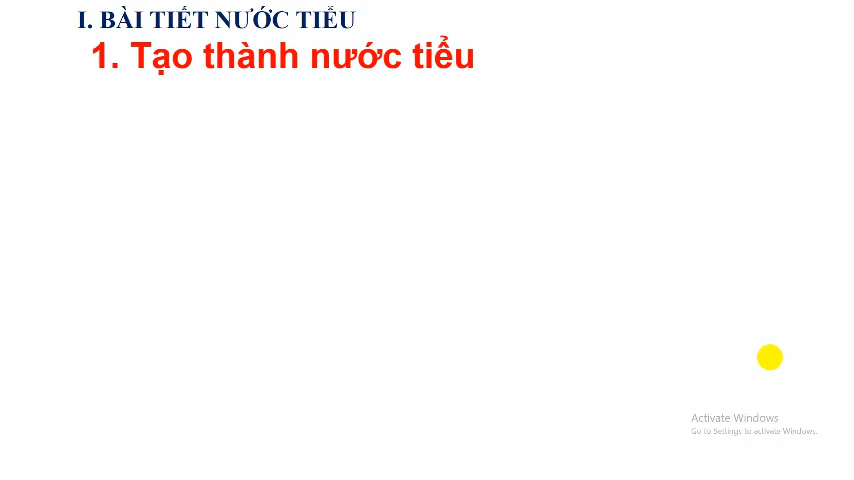 I. BÀI TIẾT NƯỚC TIỂU
1. Tạo thành nước tiểu
Activate Windows
Go to Settings to activate Windows.